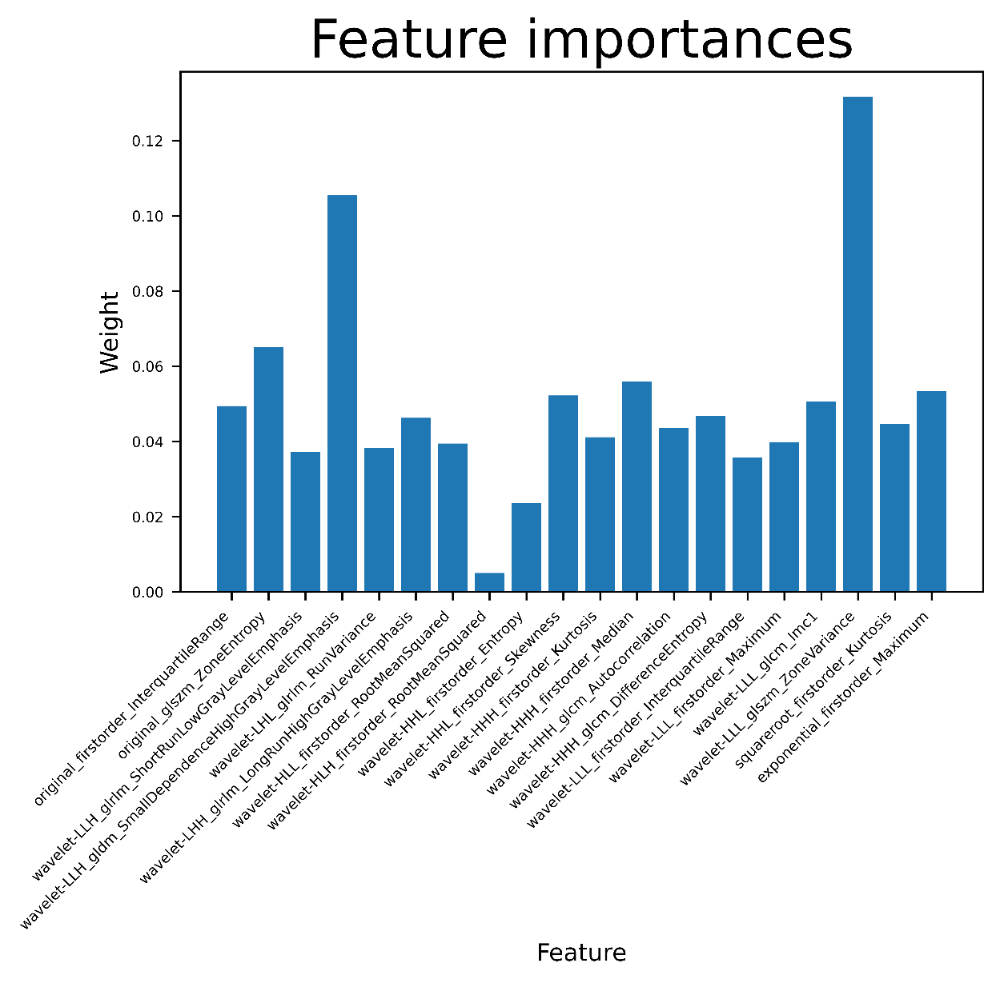 Feature importances
Weight
0.12
0.10
0.08
0.06
0.04
0.02
0.00
original_firstorder_InterquartileRange
original_glszm_ZoneEntropy
wavelet-LLH_glrlm_ShortRunLowGrayLevelEmphasis
wavelet-LLH_gldm_SmallDependenceHighGrayLevelEmphasis
wavelet-LHL_glrlm_RunVariance
wavelet-LHH_glrlm_LongRunHighGrayLevelEmphasis
wavelet-HLL_firstorder_RootMeanSquared
wavelet-HLH_firstorder_RootMeanSquared
wavelet-HHL_firstorder_Entropy
wavelet-HHL_firstorder_Skewness
wavelet-HHH_firstorder_Kurtosis
wavelet-HHH_firstorder_Median
wavelet-HHH_glcm_Autocorrelation
wavelet-HHH_glcm_DifferenceEntropy
wavelet-LLL_firstorder_InterquartileRange
wavelet-LLL_firstorder_Maximum
wavelet-LLL_glcm_Imc1
wavelet-LLL_glszm_ZoneVariance
squareroot_firstorder_Kurtosis
exponential_firstorder_Maximum
Feature